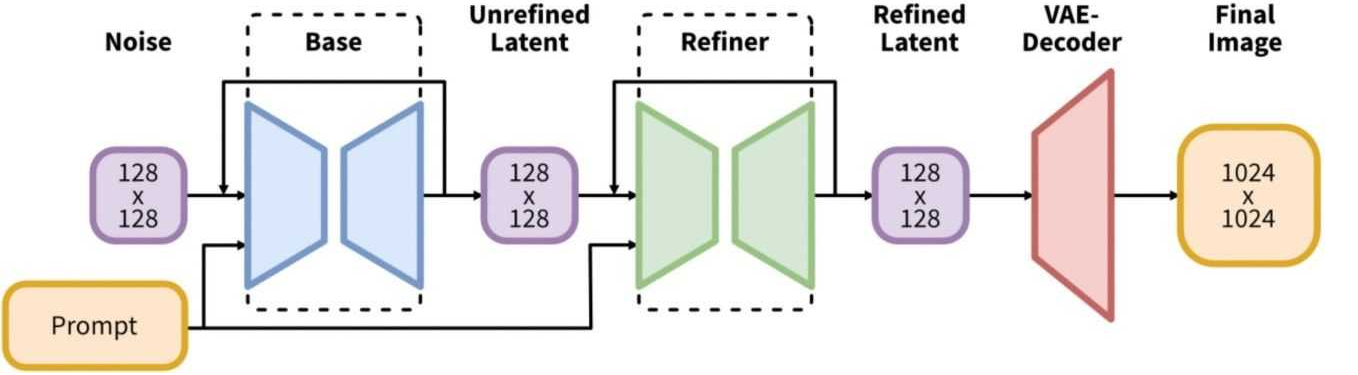 Noise
Base
Unrefined
Latent
Refiner
Refined
Latent
VAE-
Decoder
Final
Image
128
x
128
128
x
128
128
x
128
1024
x
1024
Prompt